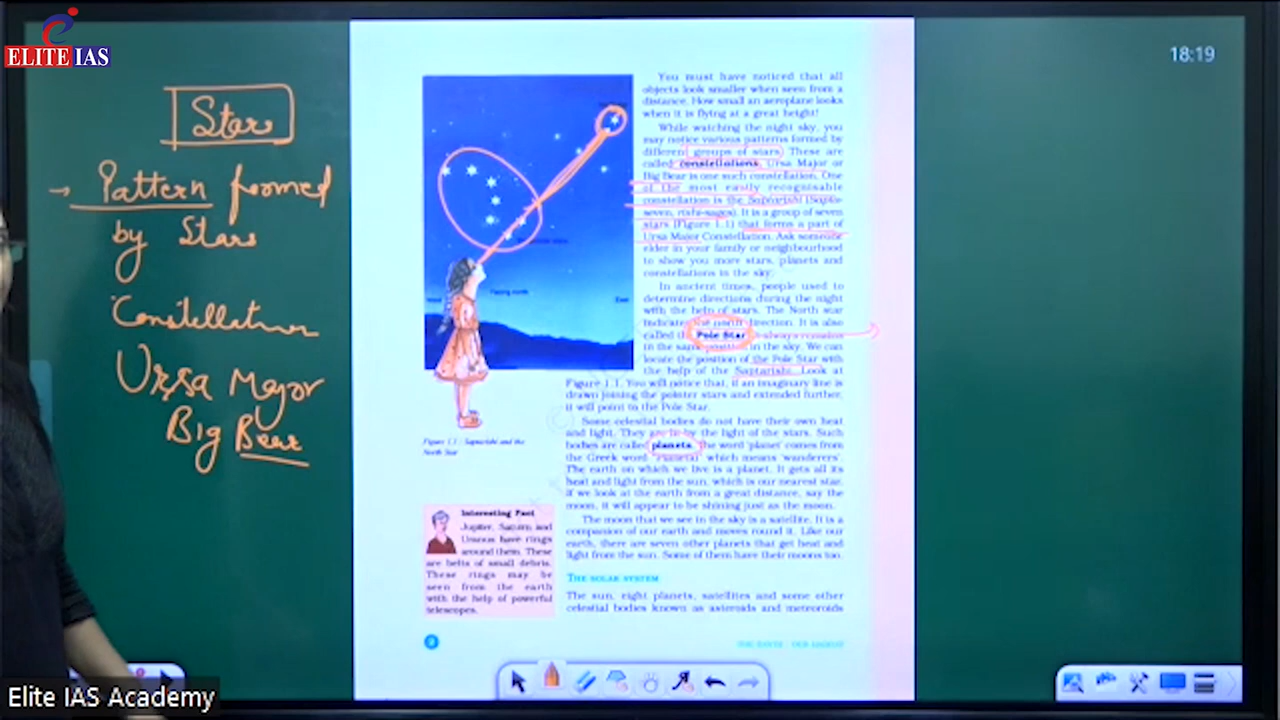 ELITE IAS
18:19
Star
→ Pattern formed
by Stars
Constellation
Ursa Major
Big Bear
You must have noticed that all
objects look smaller when seen from a
distance. How small an aeroplane looks
when it is flying at a great height!
While watching the night sky, you
may notice various patterns formed by
different groups of stars. These are
called constellations. Ursa Major or
Big Bear is one such constellation. One
of the most easily recognisable
constellation is the Saptarishi (Sapta-
seven, rishi-sages). It is a group of seven
stars (Figure 1.1) that forms a part of
Ursa Major Constellation. Ask someone
elder in your family or neighbourhood
to show you more stars, planets and
constellations in the sky.
In ancient times, people used to
determine directions during the night
with the help of stars. The North star
indicates the north direction. It is also
called the Pole Star. always remains
in the same position in the sky. We can
locate the position of the Pole Star with
the help of the Saptarishi. Look at
Figure 1.1. You will notice that, if an imaginary line is
drawn joining the pointer stars and extended further,
it will point to the Pole Star.
Some celestial bodies do not have their own heat
and light. They are lit by the light of the stars. Such
bodies are called planets. The word 'planet' comes from
the Greek word "Planetai" which means 'wanderers'.
The earth on which we live is a planet. It gets all its
heat and light from the sun, which is our nearest star.
If we look at the earth from a great distance, say the
moon, it will appear to be shining just as the moon.
The moon that we see in the sky is a satellite. It is a
companion of our earth and moves round it. Like our
earth, there are seven other planets that get heat and
light from the sun. Some of them have their moons too.
THE SOLAR SYSTEM
The sun, eight planets, satellites and some other
celestial bodies known as asteroids and meteoroids
Facing north
East
Figure 1.1 : Saptarishi and the
North Star
Interesting Fact
Jupiter, Saturn and
Uranus have rings
around them. These
are belts of small debris.
These rings may be
seen from the earth
with the help of powerful
telescopes.
2
THE EARTH : OUR HABITAT
Elite IAS Academy